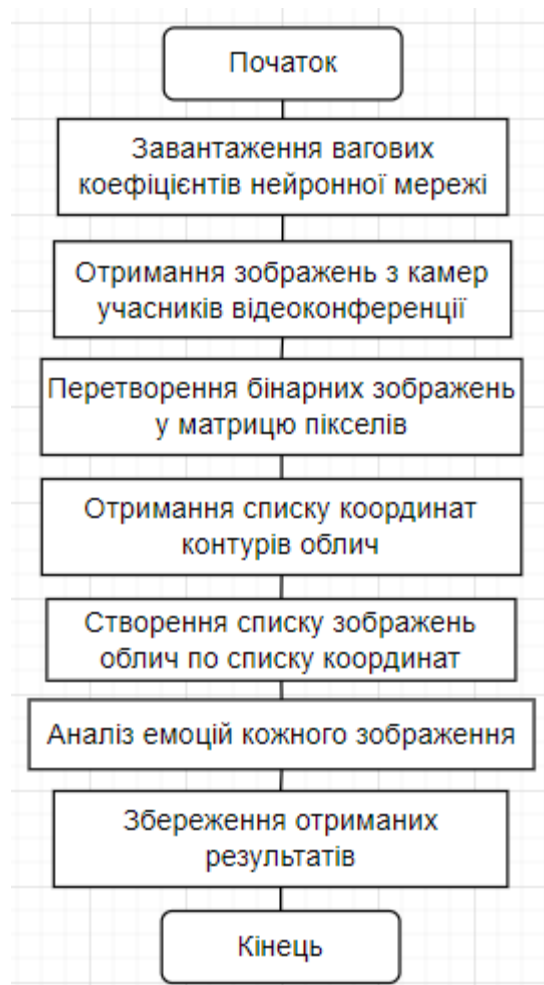 Початок
Завантаження вагових
коефіцієнтів нейронної мережі
Отримання зображень з камер
учасників відеоконференції
Перетворення бінарних зображень
у матрицю пікселів
Отримання списку координат
контурів облич
Створення списку зображень
облич по списку координат
Аналіз емоцій кожного зображення
Збереження отриманих
результатів
Кінець